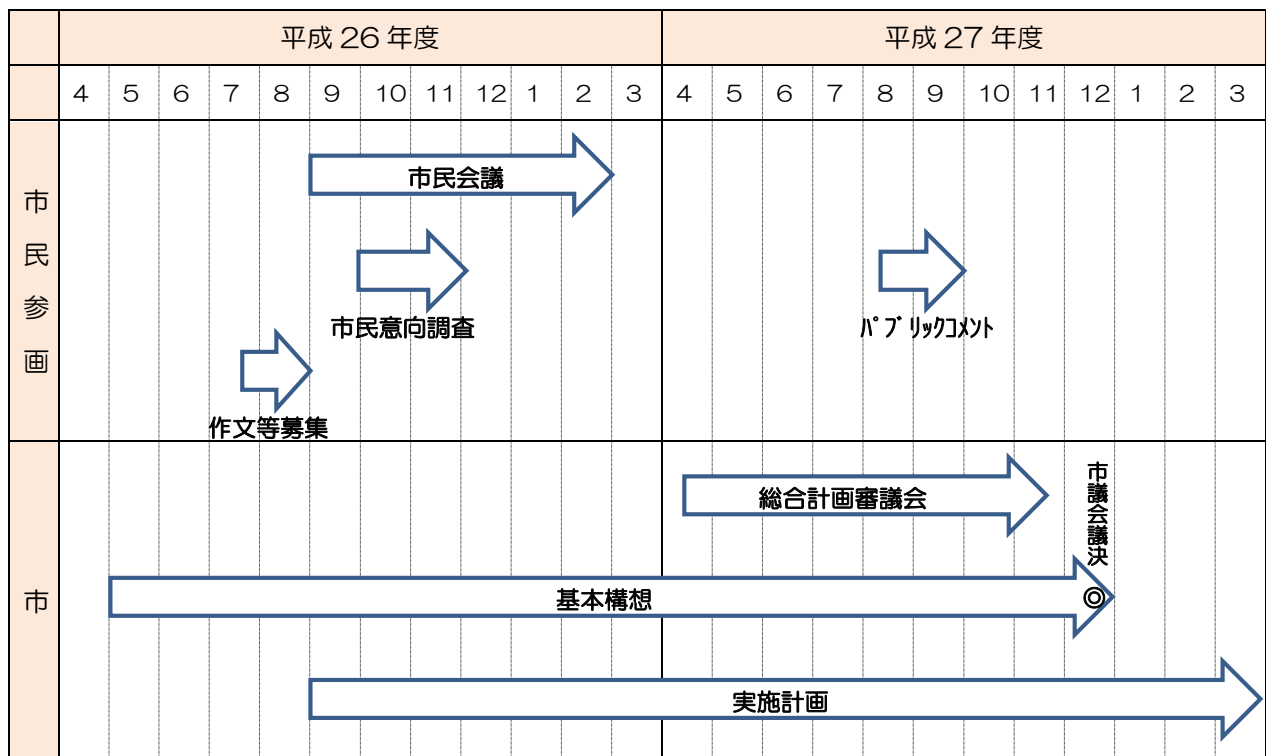 平成26年度 平成27年度
4 5 6 7 8 9 10 11 12 1 2 3 4 5 6 7 8 9 10 11 12 1 2 3
市民参画
市民会議
市民意向調査
ﾊﾟﾌﾞﾘｯｸｺﾒﾝﾄ
作文等募集
市
総合計画審議会
市議会議決
基本構想
◎
実施計画